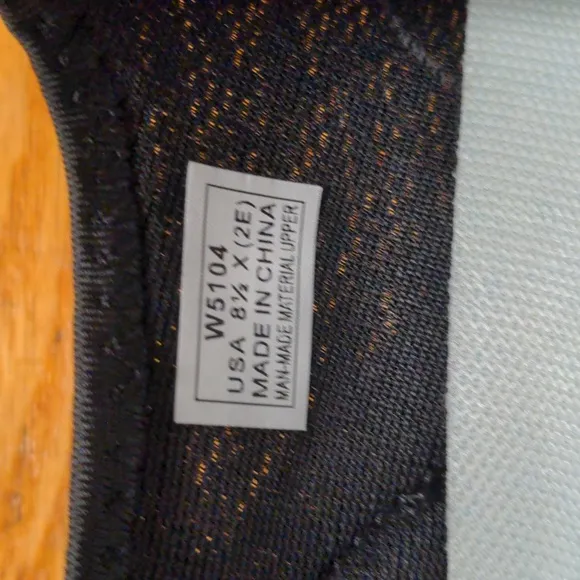 W5104
USA 8½ X (2E)
MADE IN CHINA
MAN-MADE MATERIAL UPPER